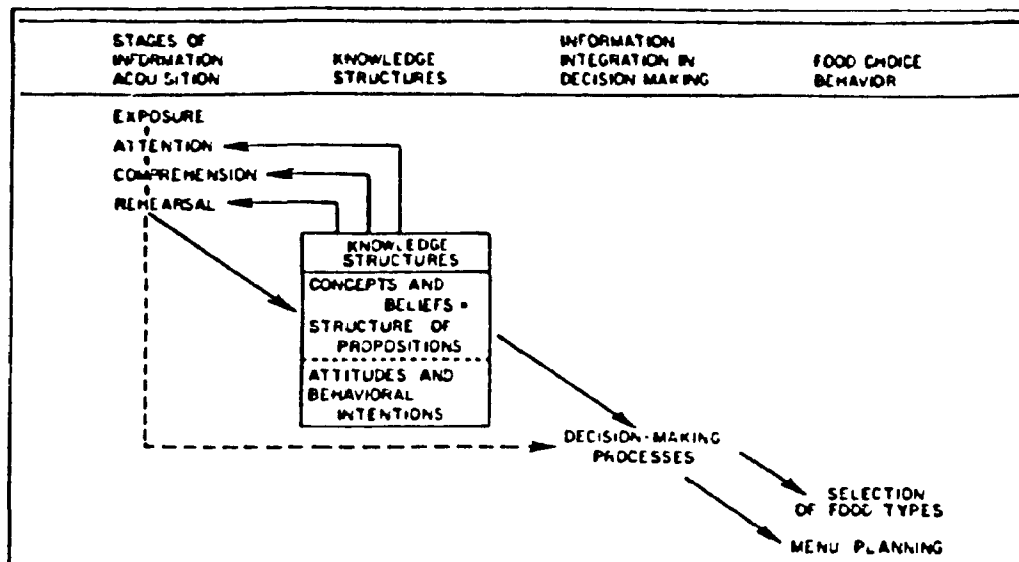 STAGES OF
INFORMATION
ACQUISITION
KNOWLEDGE
STRUCTURES
INFORMATION
INTEGRATION IN
DECISION MAKING
FOOD CHOICE
BEHAVIOR
EXPOSURE
ATTENTION
COMPREHENSION
REHEARSAL
KNOWLEDGE
STRUCTURES
CONCEPTS AND
BELIEFS =
STRUCTURE OF
PROPOSITIONS
ATTITUDES AND
BEHAVIORAL
INTENTIONS
DECISION-MAKING
PROCESSES
SELECTION
OF FOOD TYPES
MENU PLANNING